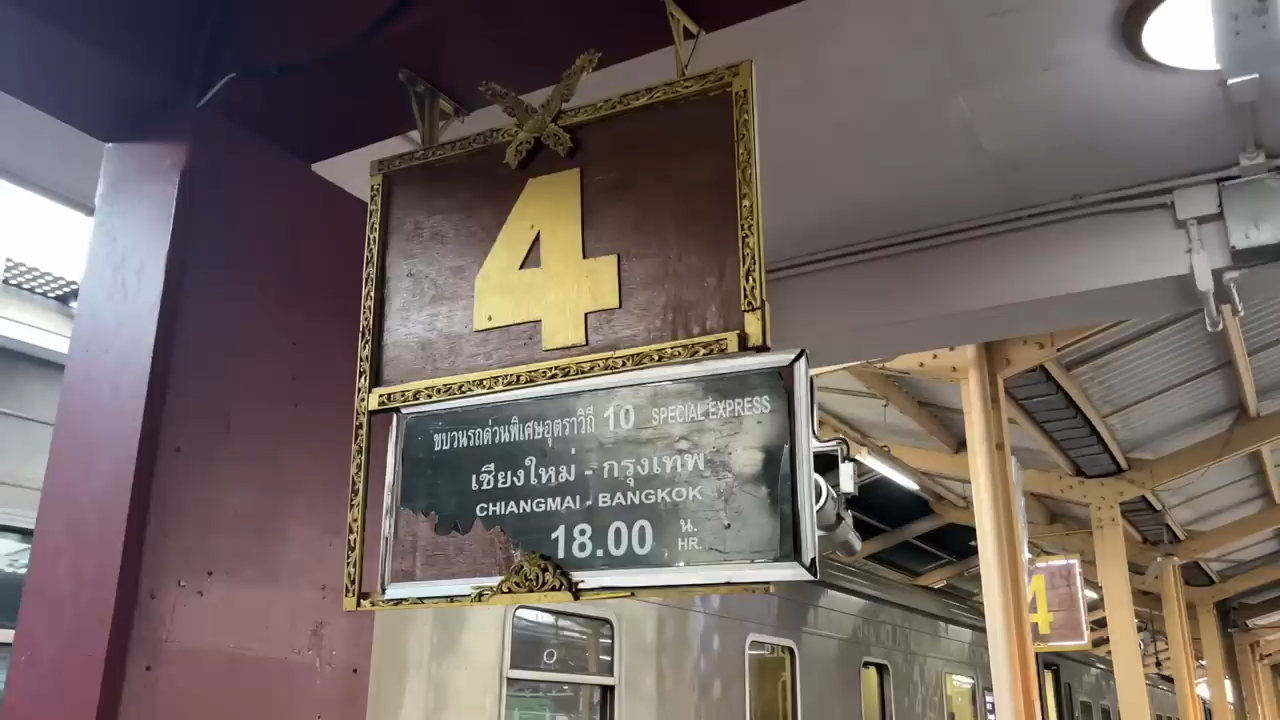 4
ขบวนรถด่วนพิเศษอุตราวิถี 10 SPECIAL EXPRESS
เชียงใหม่ - กรุงเทพ
CHIANGMAI - BANGKOK
18.00 น.
HR.
4